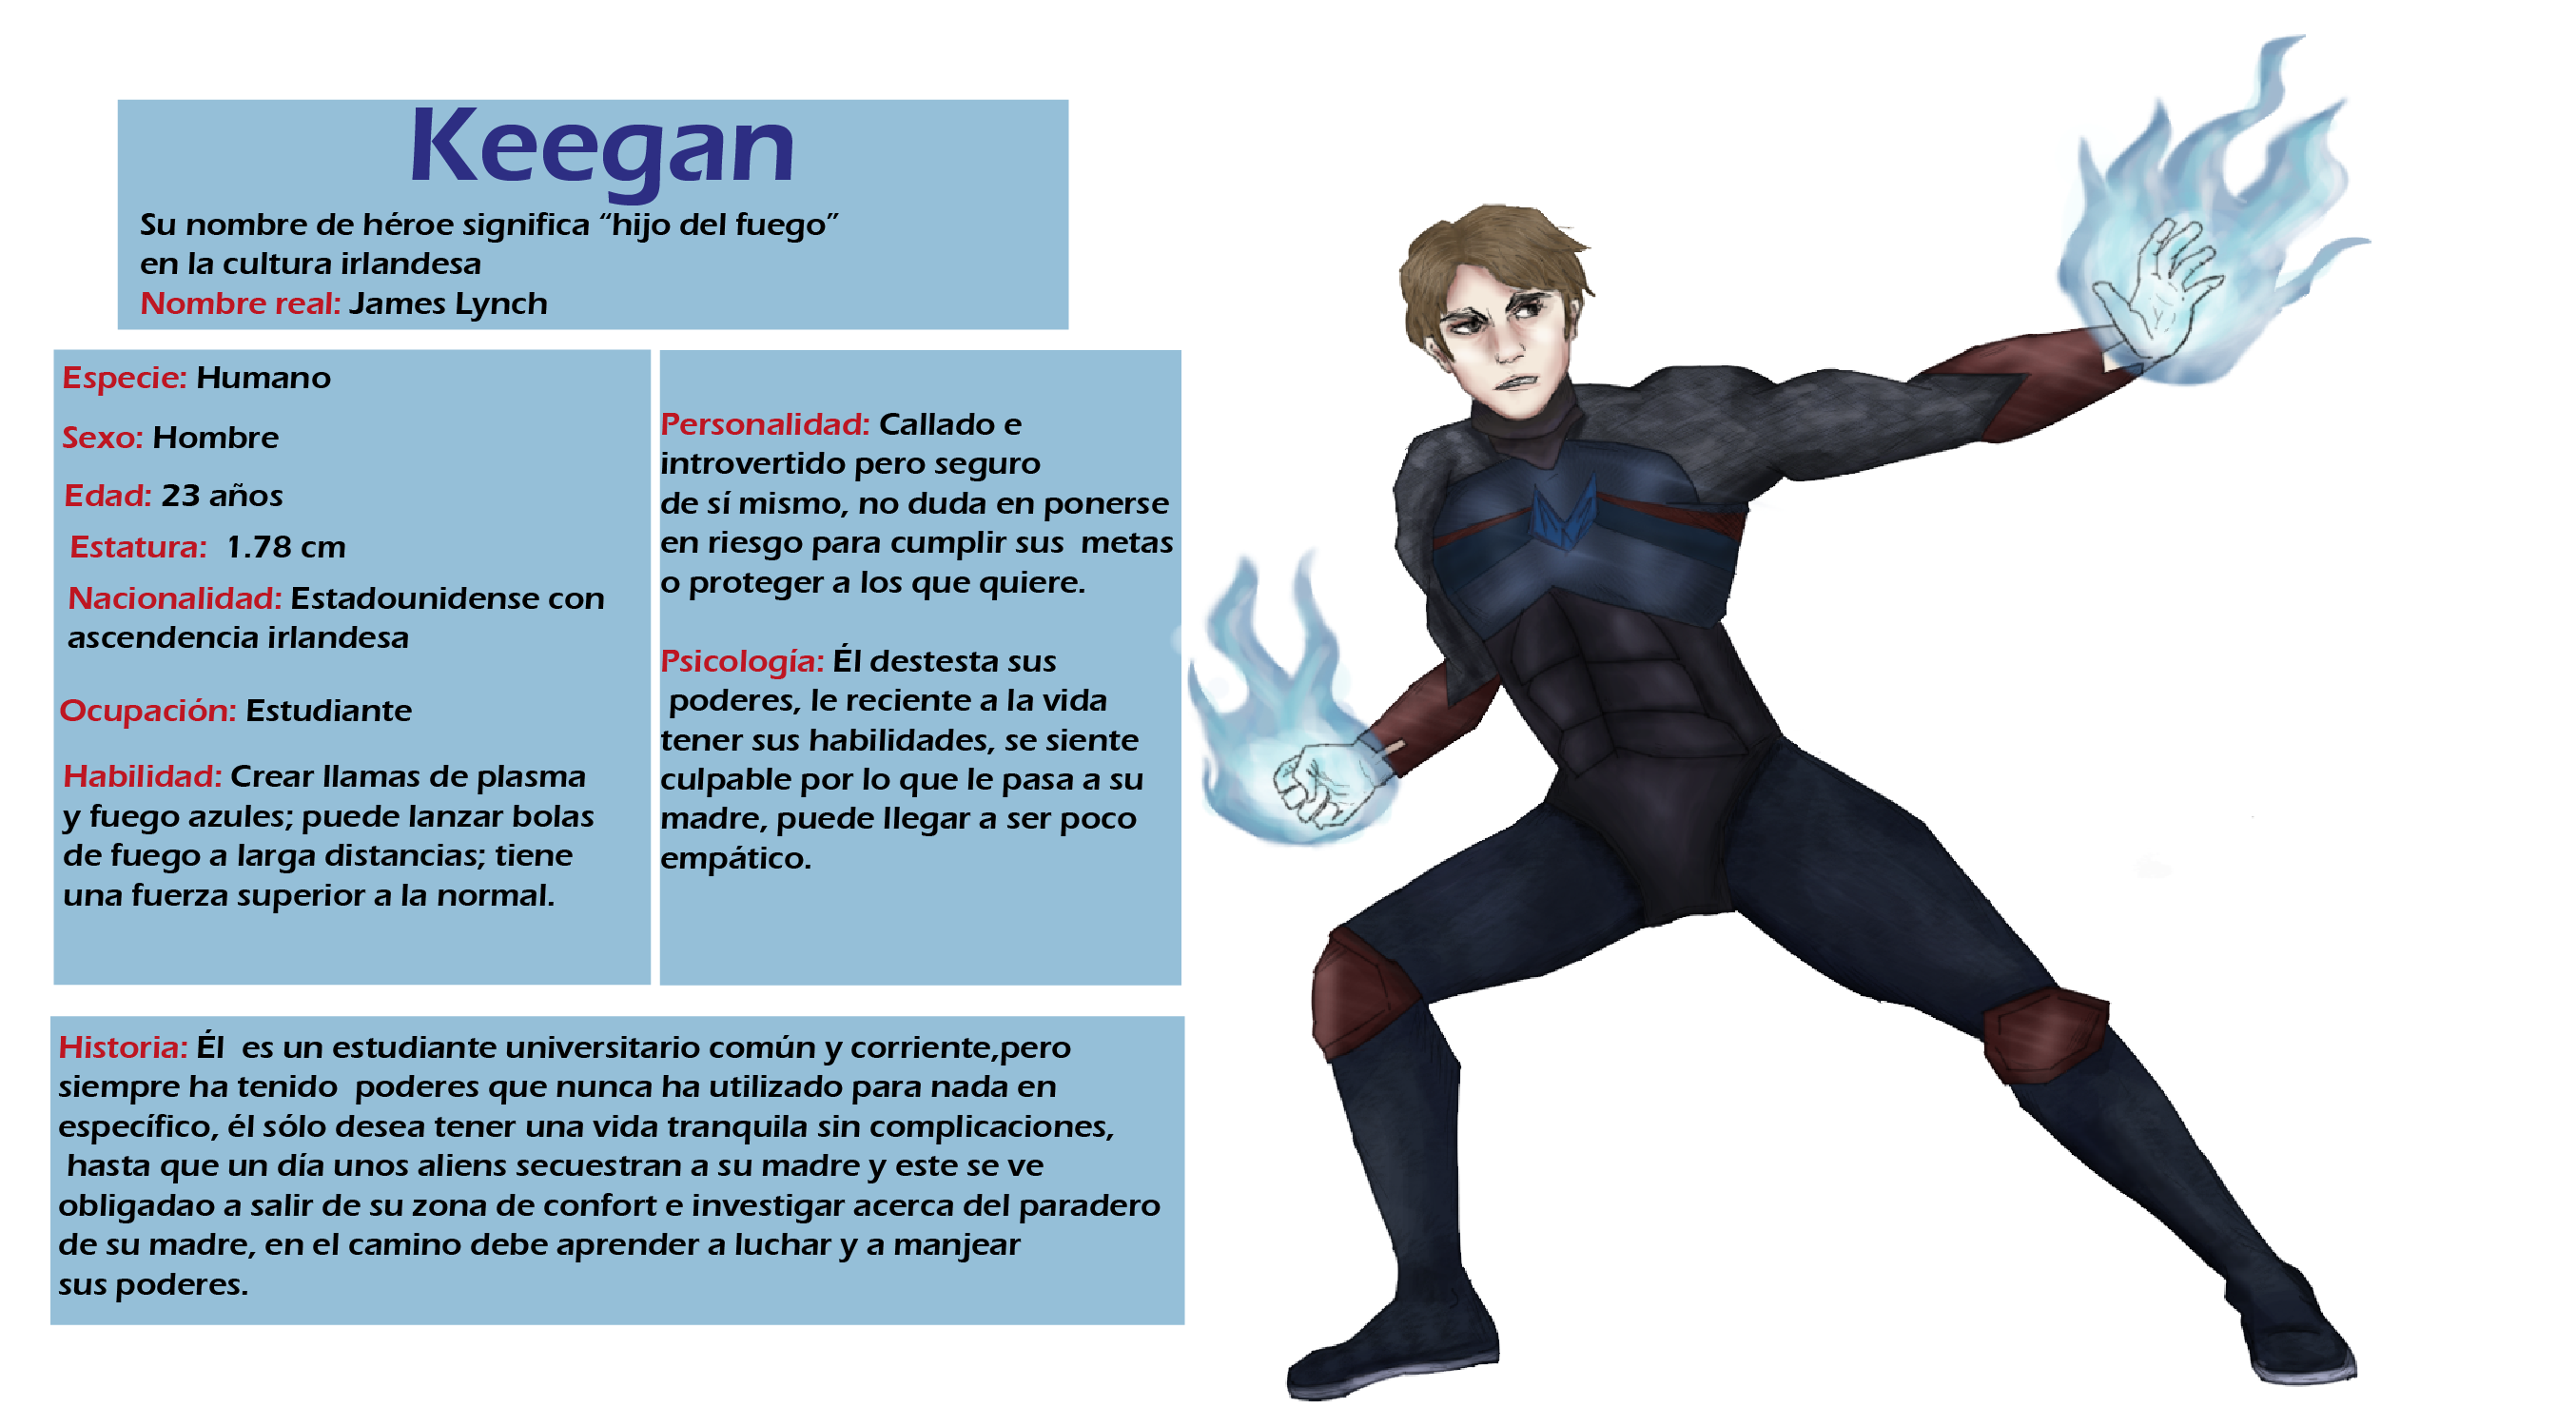 Keegan
Su nombre de héroe significa “hijo del fuego”
en la cultura irlandesa
Nombre real: James Lynch
Especie: Humano
Sexo: Hombre
Edad: 23 años
Estatura: 1.78 cm
Nacionalidad: Estadounidense con
ascendencia irlandesa
Ocupación: Estudiante
Habilidad: Crear llamas de plasma
y fuego azules; puede lanzar bolas
de fuego a larga distancias; tiene
una fuerza superior a la normal.
Personalidad: Callado e
introvertido pero seguro
de sí mismo, no duda en ponerse
en riesgo para cumplir sus metas
o proteger a los que quiere.
Psicología: Él destesta sus
poderes, le reciente a la vida
tener sus habilidades, se siente
culpable por lo que le pasa a su
madre, puede llegar a ser poco
empático.
Historia: Él es un estudiante universitario común y corriente,pero
siempre ha tenido poderes que nunca ha utilizado para nada en
específico, él sólo desea tener una vida tranquila sin complicaciones,
hasta que un día unos aliens secuestran a su madre y este se ve
obligadao a salir de su zona de confort e investigar acerca del paradero
de su madre, en el camino debe aprender a luchar y a manjear
sus poderes.